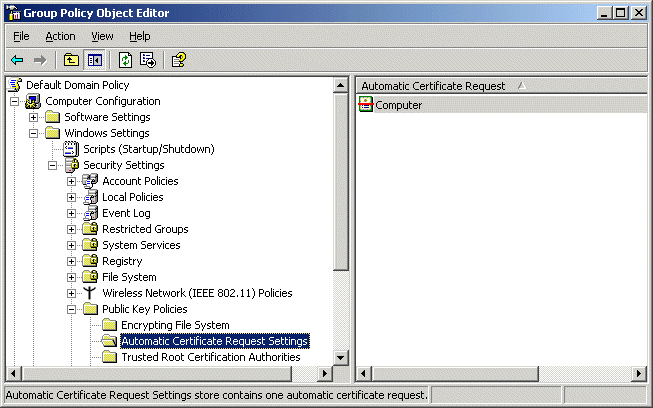 Group Policy Object Editor
File Action View Help
Default Domain Policy
Computer Configuration
Software Settings
Windows Settings
Scripts (Startup/Shutdown)
Security Settings
Account Policies
Local Policies
Event Log
Restricted Groups
System Services
Registry
File System
Wireless Network (IEEE 802.11) Policies
Public Key Policies
Encrypting File System
Automatic Certificate Request Settings
Trusted Root Certification Authorities
Automatic Certificate Request
Computer
Automatic Certificate Request Settings store contains one automatic certificate request.